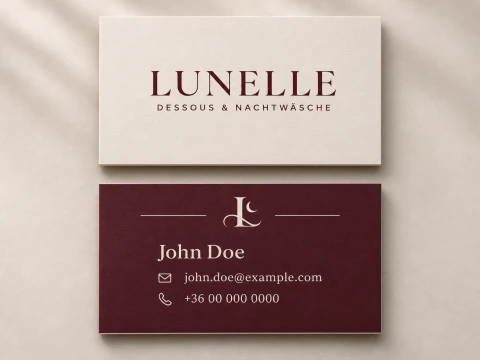 LUNELLE
DESSOUS & NACHTWÄSCHE
L
John Doe
john.doe@example.com
+36 00 000 0000